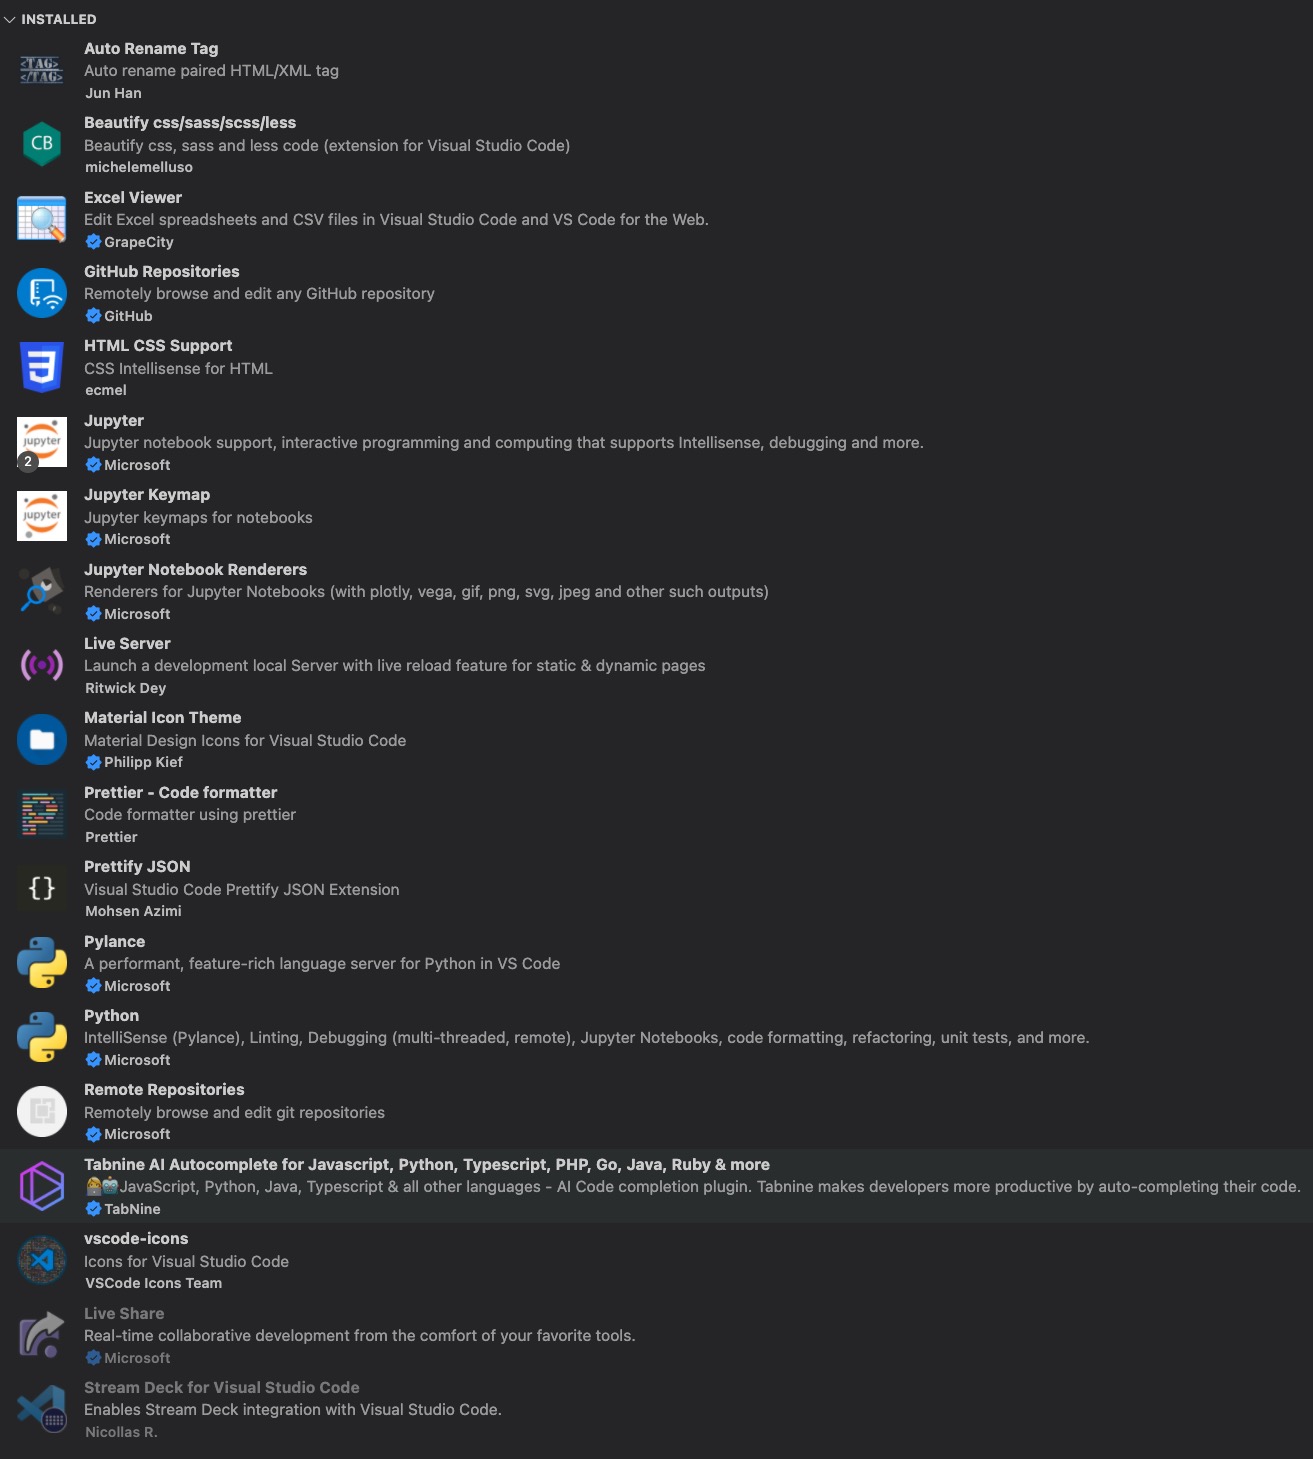 INSTALLED
<TAG>
</TAG>
Auto Rename Tag
Auto rename paired HTML/XML tag
Jun Han
CB
Beautify css/sass/scss/less
Beautify css, sass and less code (extension for Visual Studio Code)
michelemelluso
Excel Viewer
Edit Excel spreadsheets and CSV files in Visual Studio Code and VS Code for the Web.
GrapeCity
GitHub Repositories
Remotely browse and edit any GitHub repository
GitHub
HTML CSS Support
CSS Intellisense for HTML
ecmel
jupyter
2
Jupyter
Jupyter notebook support, interactive programming and computing that supports Intellisense, debugging and more.
Microsoft
jupyter
Jupyter Keymap
Jupyter keymaps for notebooks
Microsoft
Jupyter Notebook Renderers
Renderers for Jupyter Notebooks (with plotly, vega, gif, png, svg, jpeg and other such outputs)
Microsoft
Live Server
Launch a development local Server with live reload feature for static & dynamic pages
Ritwick Dey
Material Icon Theme
Material Design Icons for Visual Studio Code
Philipp Kief
Prettier - Code formatter
Code formatter using prettier
Prettier
{}
Prettify JSON
Visual Studio Code Prettify JSON Extension
Mohsen Azimi
Pylance
A performant, feature-rich language server for Python in VS Code
Microsoft
Python
IntelliSense (Pylance), Linting, Debugging (multi-threaded, remote), Jupyter Notebooks, code formatting, refactoring, unit tests, and more.
Microsoft
Remote Repositories
Remotely browse and edit git repositories
Microsoft
Tabnine AI Autocomplete for Javascript, Python, Typescript, PHP, Go, Java, Ruby & more
👩‍💻🤖JavaScript, Python, Java, Typescript & all other languages - AI Code completion plugin. Tabnine makes developers more productive by auto-completing their code.
TabNine
vscode-icons
Icons for Visual Studio Code
VSCode Icons Team
Live Share
Real-time collaborative development from the comfort of your favorite tools.
Microsoft
Stream Deck for Visual Studio Code
Enables Stream Deck integration with Visual Studio Code.
Nicollas R.